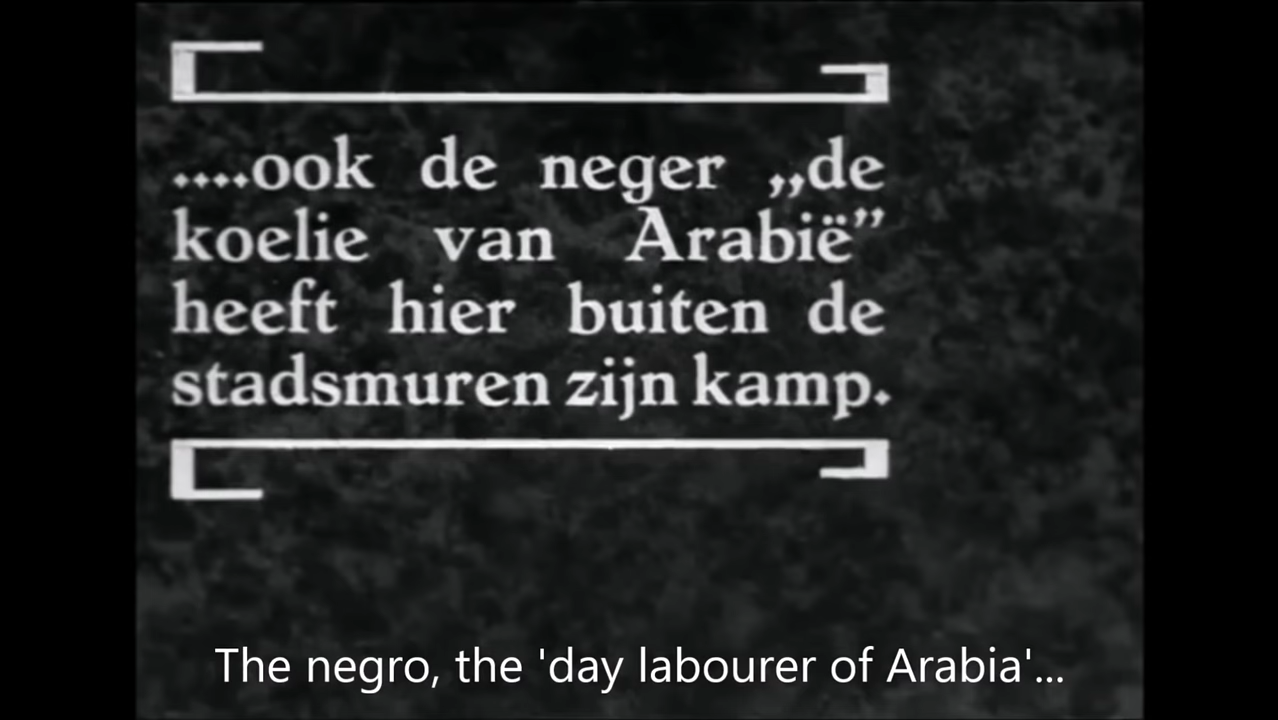 ....ook de neger „de
koelie van Arabië”
heeft hier buiten de
stadsmuren zijn kamp.
The negro, the 'day labourer of Arabia'...